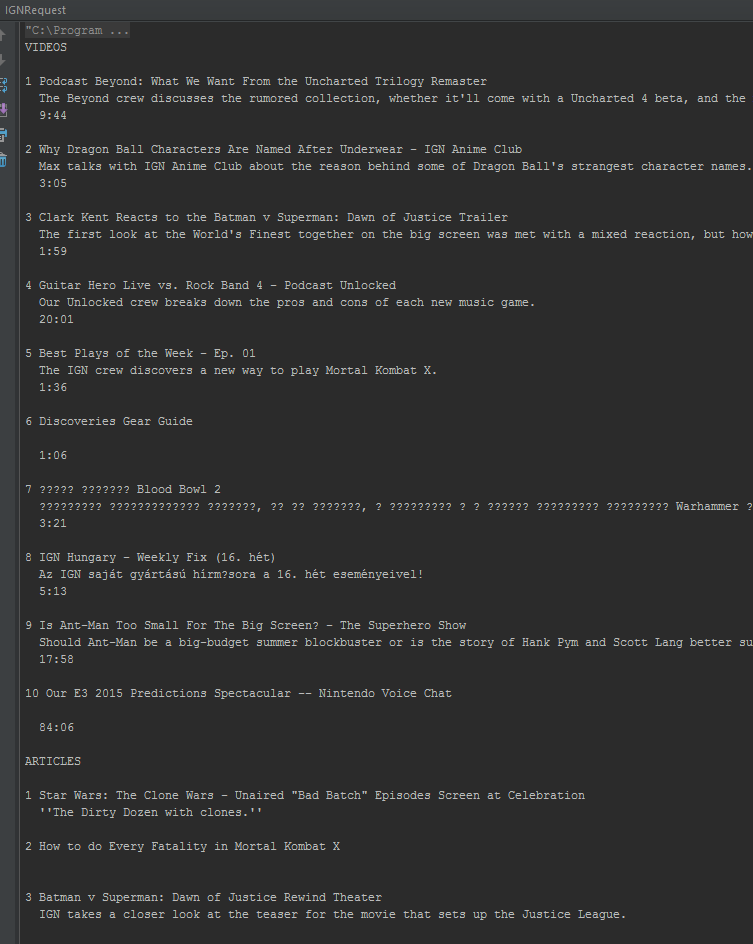 IGNRequest
"C:\Program ...
VIDEOS
1 Podcast Beyond: What We Want From the Uncharted Trilogy Remaster
The Beyond crew discusses the rumored collection, whether it'll come with a Uncharted 4 beta, and the
9:44
2 Why Dragon Ball Characters Are Named After Underwear - IGN Anime Club
Max talks with IGN Anime Club about the reason behind some of Dragon Ball's strangest character names.
3:05
3 Clark Kent Reacts to the Batman v Superman: Dawn of Justice Trailer
The first look at the World's Finest together on the big screen was met with a mixed reaction, but how
1:59
4 Guitar Hero Live vs. Rock Band 4 - Podcast Unlocked
Our Unlocked crew breaks down the pros and cons of each new music game.
20:01
5 Best Plays of the Week - Ep. 01
The IGN crew discovers a new way to play Mortal Kombat X.
1:36
6 Discoveries Gear Guide
1:06
7 ????? ??????? Blood Bowl 2
????????? ????????????? ???????, ?? ?? ???????, ? ????????? ? ? ?????? ????????? ????????? Warhammer ?
3:21
8 IGN Hungary - Weekly Fix (16. hét)
Az IGN saját gyártású hírm?sora a 16. hét eseményeivel!
5:13
9 Is Ant-Man Too Small For The Big Screen? - The Superhero Show
Should Ant-Man be a big-budget summer blockbuster or is the story of Hank Pym and Scott Lang better su
17:58
10 Our E3 2015 Predictions Spectacular -- Nintendo Voice Chat
84:06
ARTICLES
1 Star Wars: The Clone Wars - Unaired "Bad Batch" Episodes Screen at Celebration
''The Dirty Dozen with clones.''
2 How to do Every Fatality in Mortal Kombat X
3 Batman v Superman: Dawn of Justice Rewind Theater
IGN takes a closer look at the teaser for the movie that sets up the Justice League.